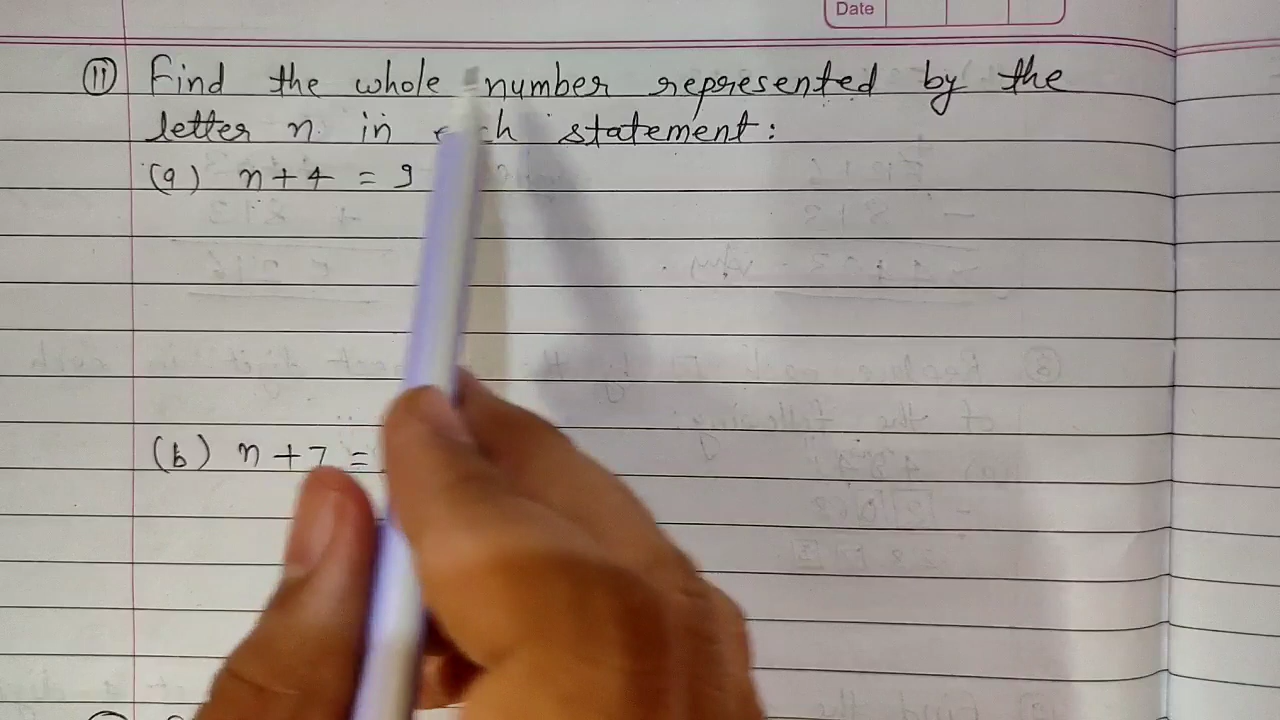 Date
(11) Find the whole number represented by the
letter n in statement:
(a) n + 4 = 9
(b) n + 7 =